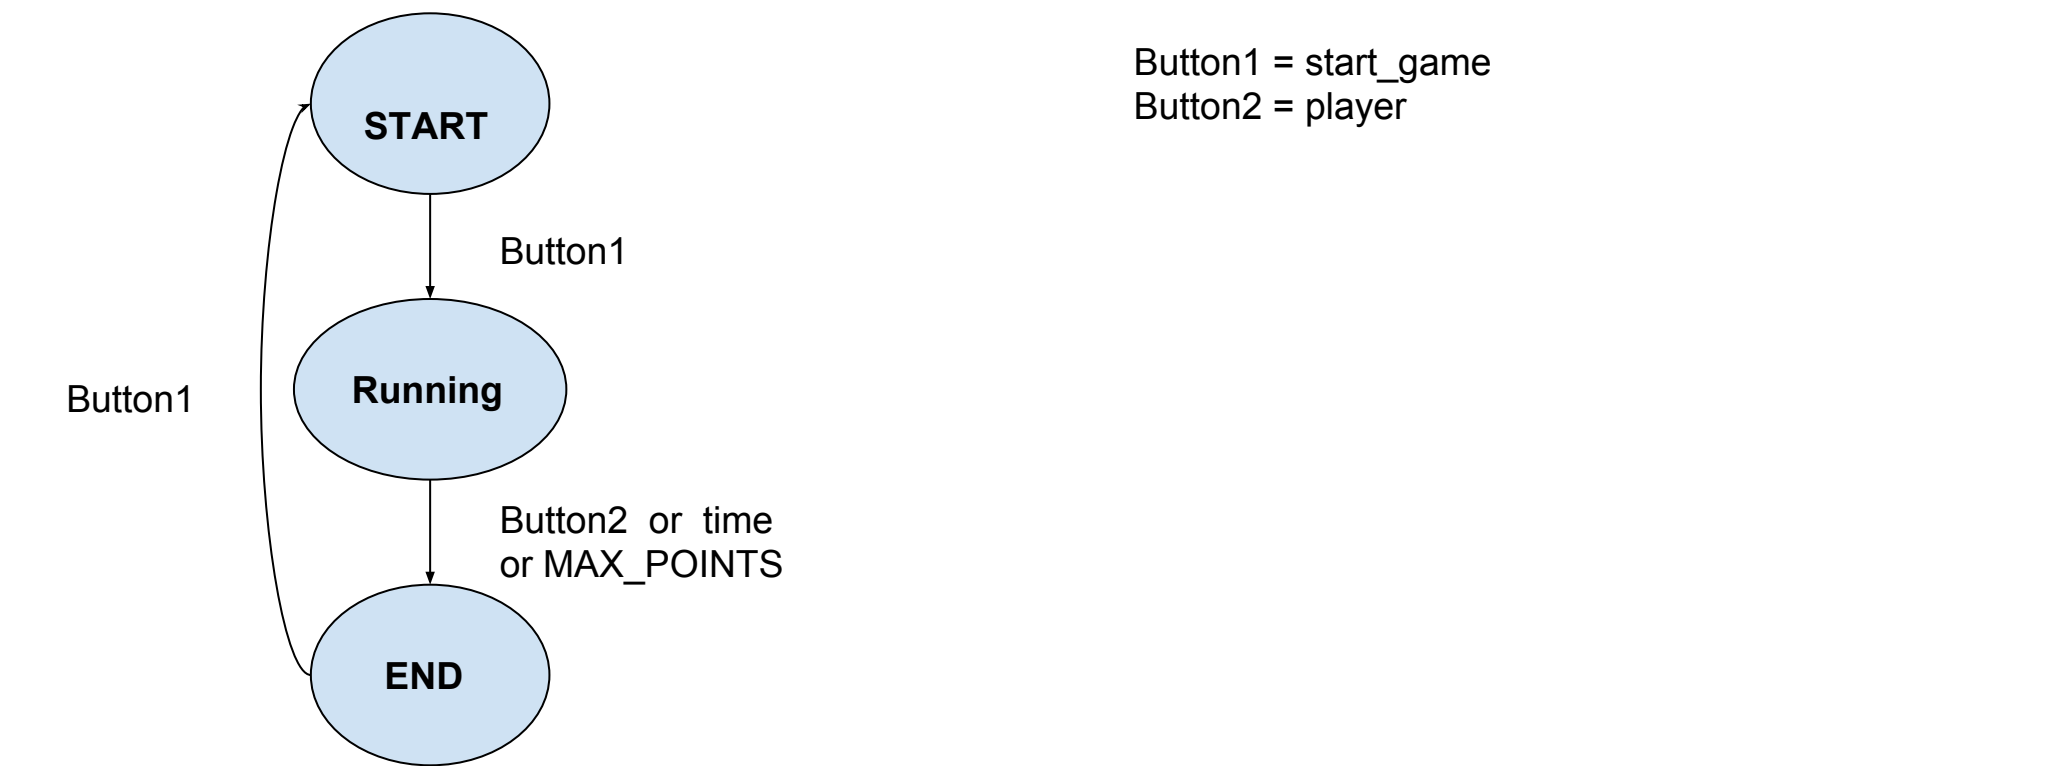 START
Button1 = start_game
Button2 = player
Button1
Running
Button1
Button2 or time
or MAX_POINTS
END